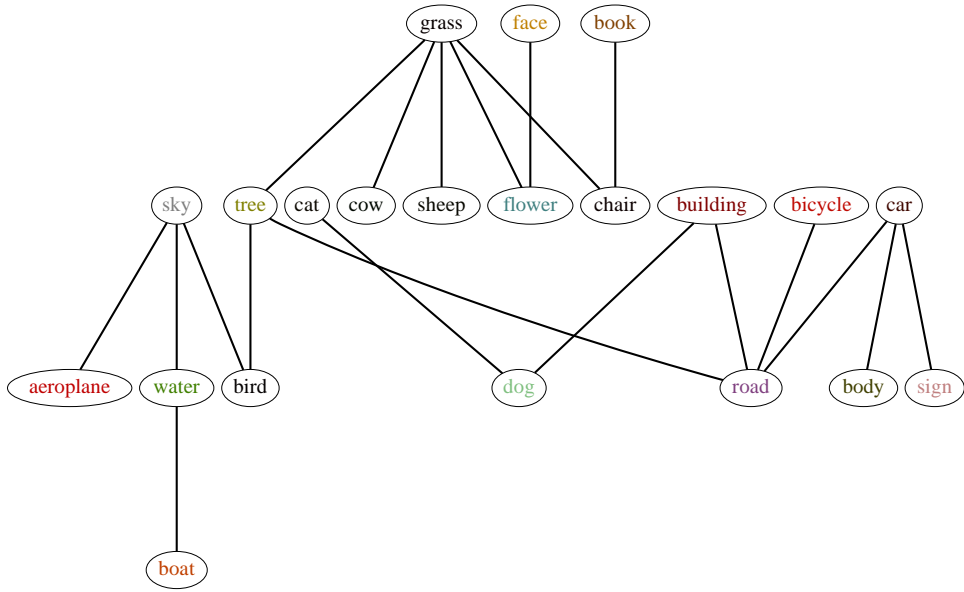 grass face book
sky tree cat cow sheep flower chair building bicycle car
aeroplane water bird dog road body sign
boat